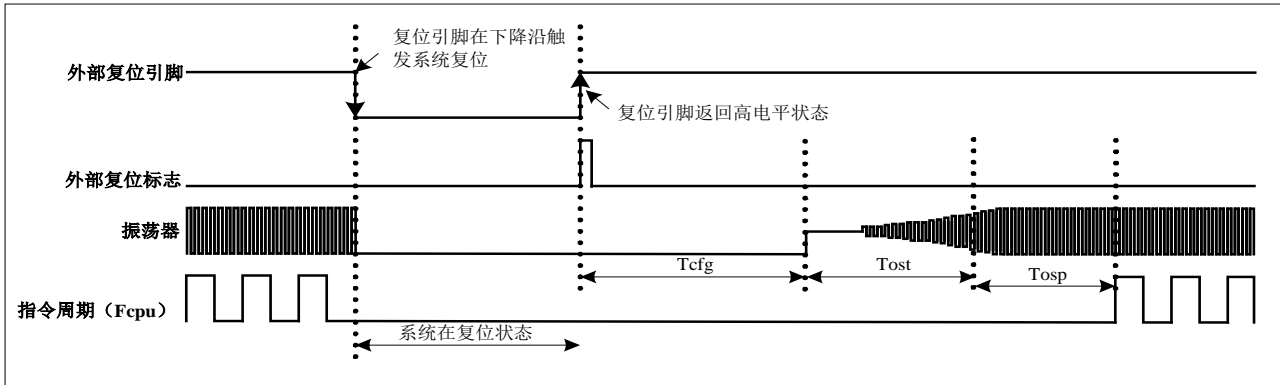 复位引脚在下降沿触
发系统复位
外部复位引脚
复位引脚返回高电平状态
外部复位标志
振荡器
Tcfg
Tost
Tosp
指令周期（Fcpu）
系统在复位状态